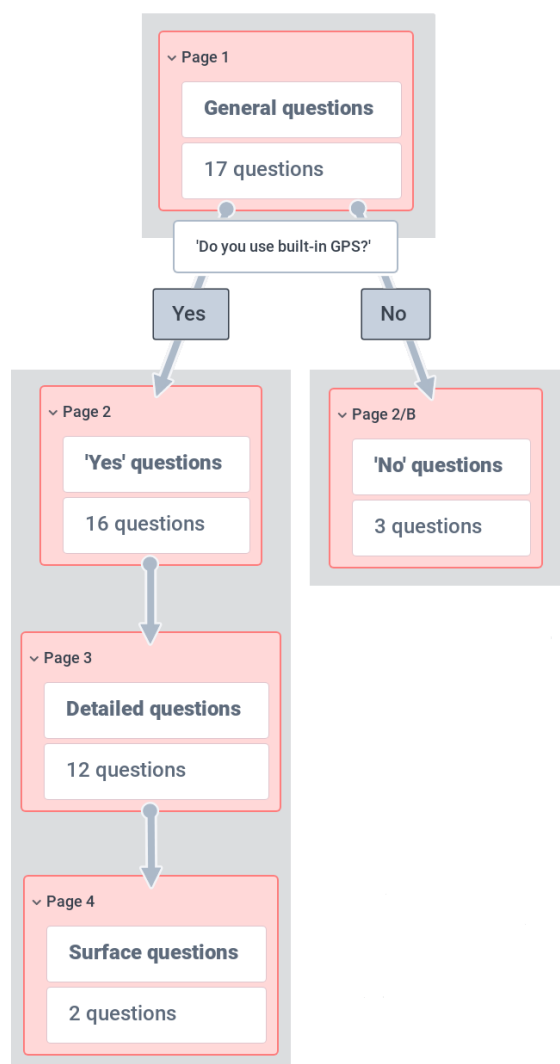 Page 1
General questions
17 questions
'Do you use built-in GPS?'
Yes
No
Page 2
'Yes' questions
16 questions
Page 2/B
'No' questions
3 questions
Page 3
Detailed questions
12 questions
Page 4
Surface questions
2 questions